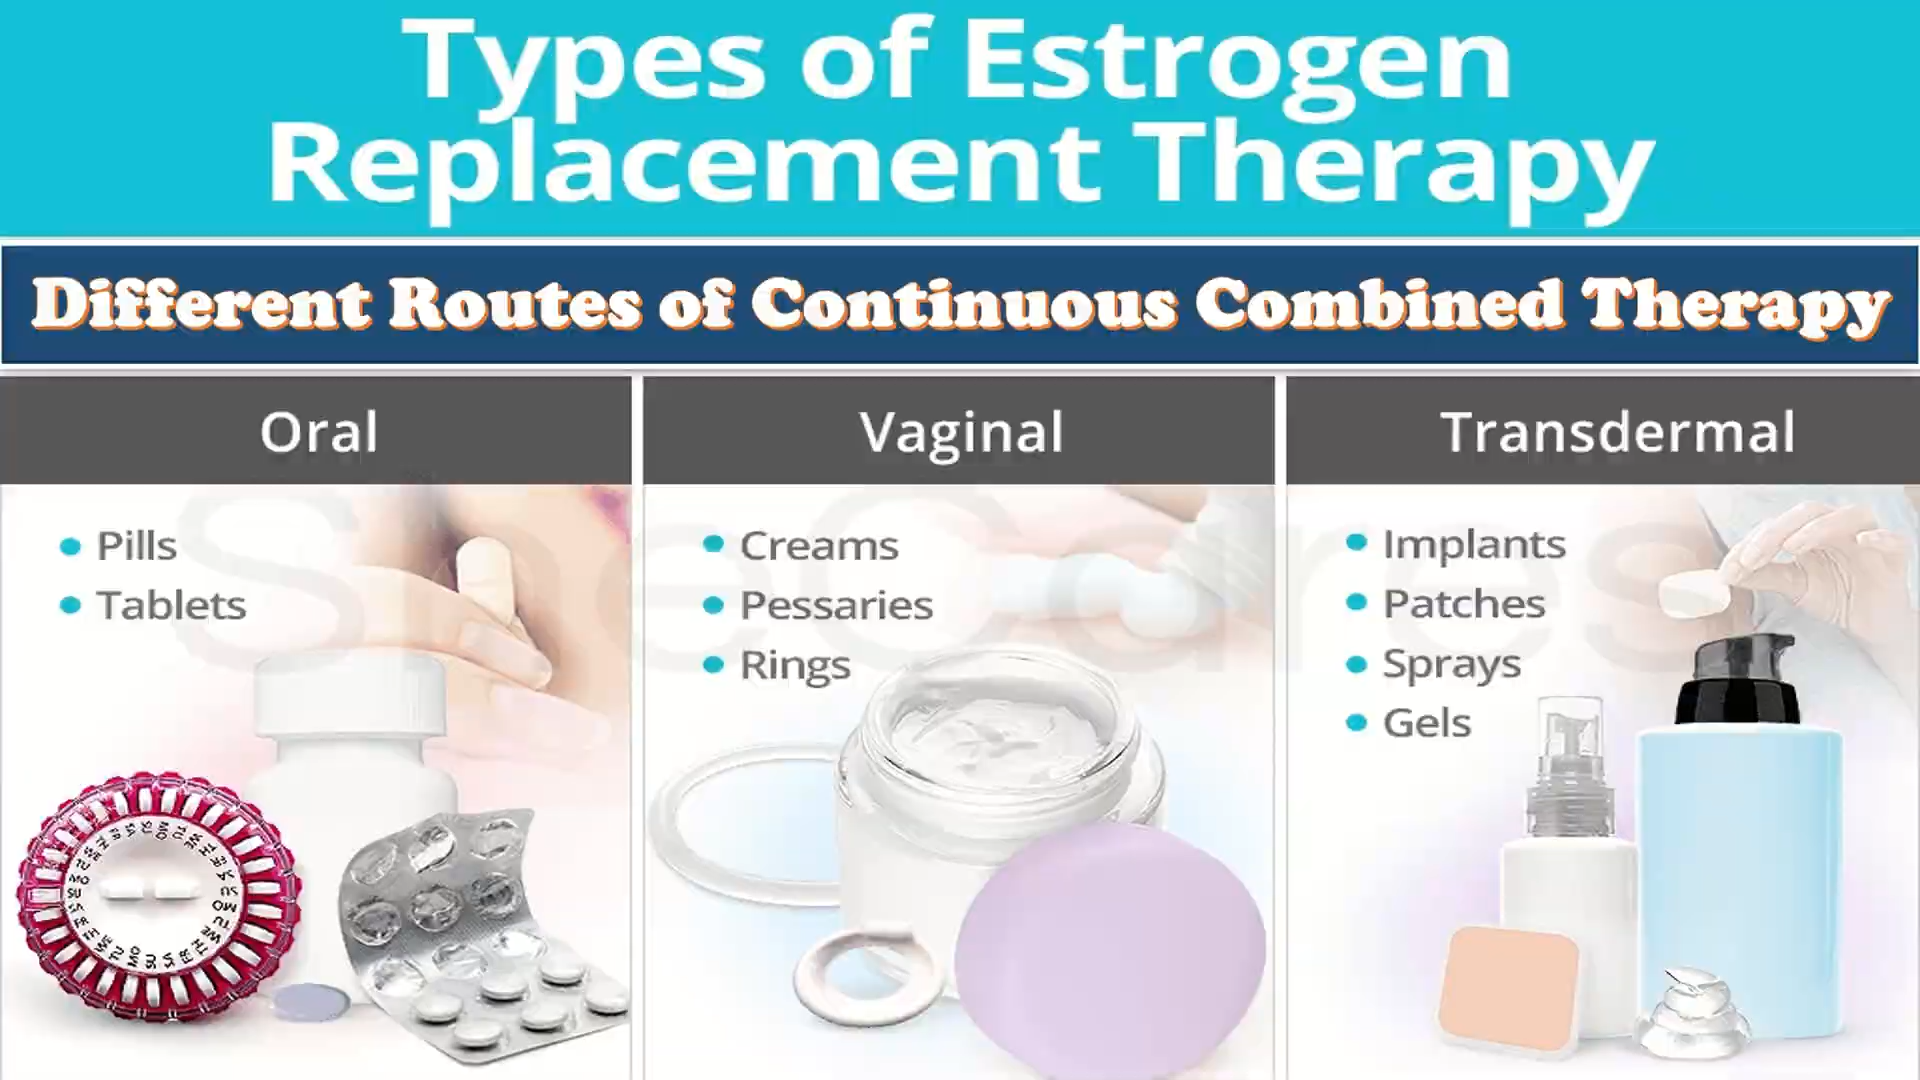 Types of Estrogen
Replacement Therapy
Different Routes of Continuous Combined Therapy
Oral
Pills
Tablets
Vaginal
Creams
Pessaries
Rings
Transdermal
Implants
Patches
Sprays
Gels
SheCares